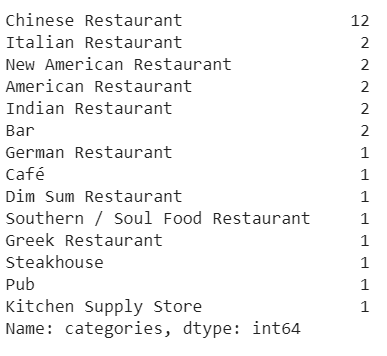 Chinese Restaurant 12
Italian Restaurant 2
New American Restaurant 2
American Restaurant 2
Indian Restaurant 2
Bar 2
German Restaurant 1
Café 1
Dim Sum Restaurant 1
Southern / Soul Food Restaurant 1
Greek Restaurant 1
Steakhouse 1
Pub 1
Kitchen Supply Store 1
Name: categories, dtype: int64